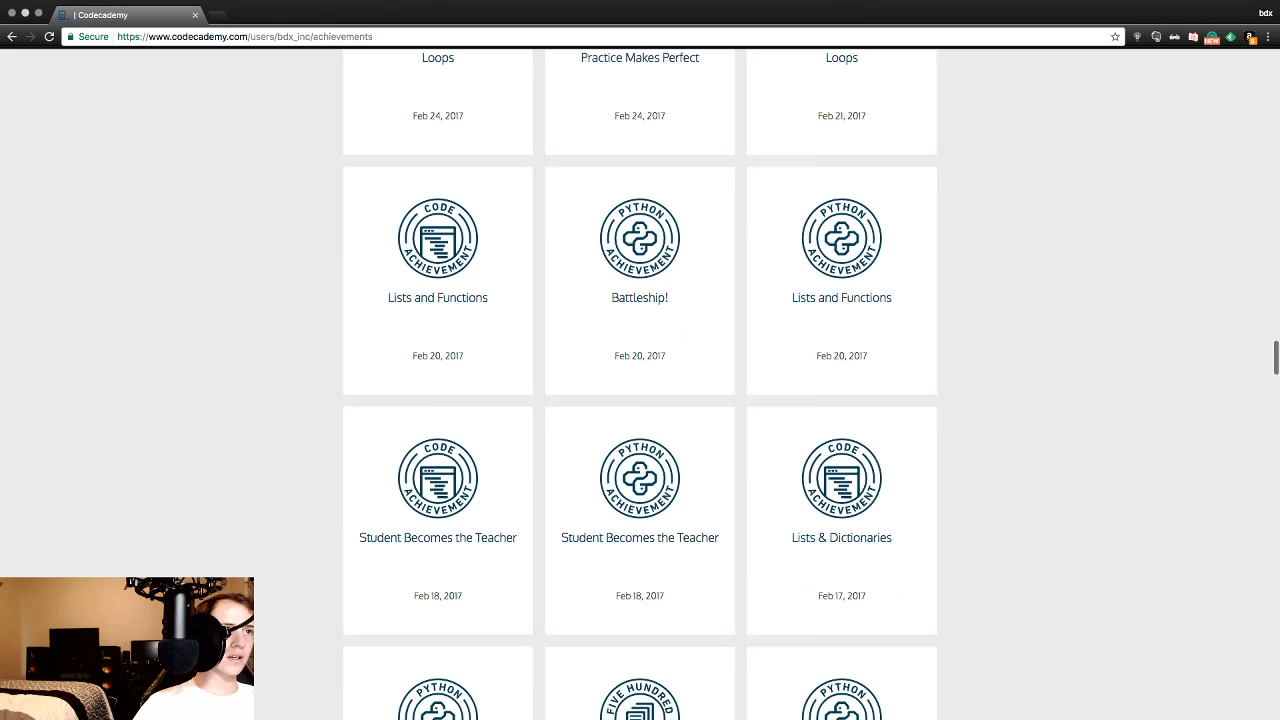 | Codecademy
bdx
Secure https://www.codecademy.com/users/bdx_inc/achievements
NEW
Loops
Practice Makes Perfect
Loops
Feb 24, 2017
Feb 24, 2017
Feb 21, 2017
CODE ACHIEVEMENT
PYTHON ACHIEVEMENT
PYTHON ACHIEVEMENT
Lists and Functions
Battleship!
Lists and Functions
Feb 20, 2017
Feb 20, 2017
Feb 20, 2017
CODE ACHIEVEMENT
PYTHON ACHIEVEMENT
CODE ACHIEVEMENT
Student Becomes the Teacher
Student Becomes the Teacher
Lists & Dictionaries
Feb 18, 2017
Feb 18, 2017
Feb 17, 2017
PYTHON
FIVE HUNDRED
PYTHON